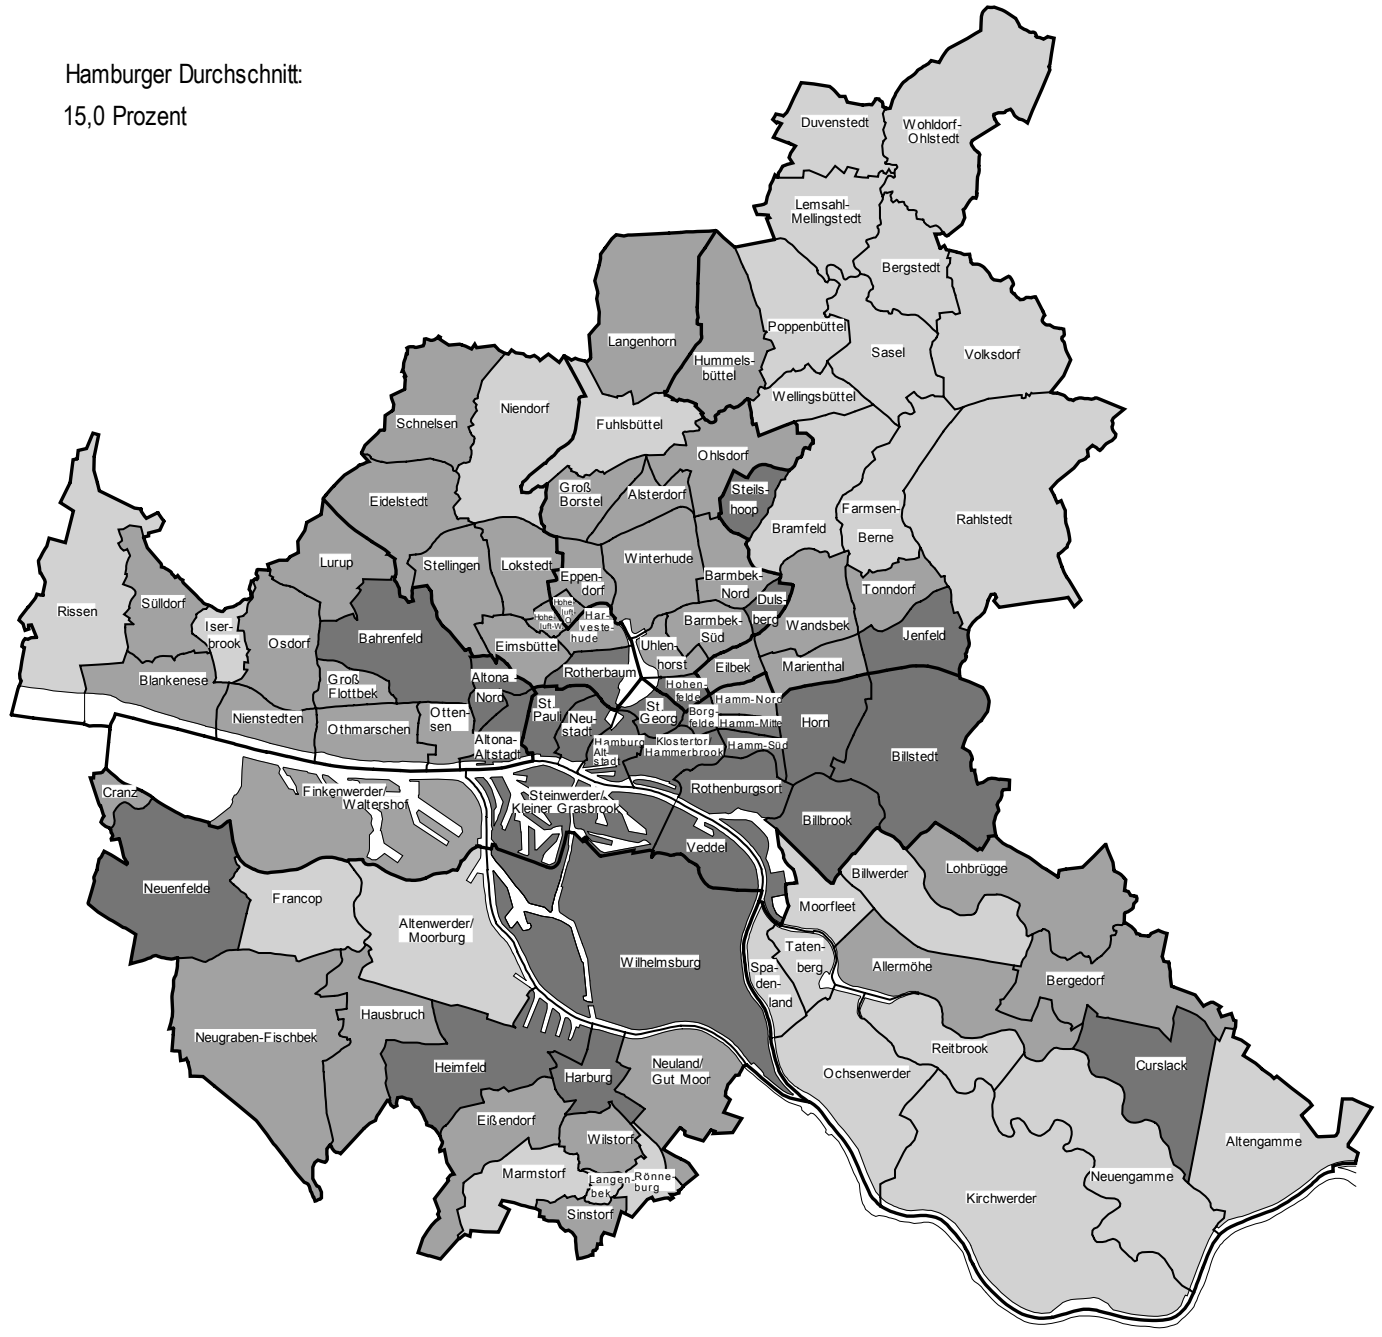 Hamburger Durchschnitt:
15,0 Prozent
Duvenstedt
Wohldorf-
Ohlstedt
Lemsahl-
Mellingstedt
Bergstedt
Poppenbüttel
Langenhorn
Sasel
Volksdorf
Hummels-
büttel
Wellingsbüttel
Niendorf
Schnelsen
Fuhlsbüttel
Ohlsdorf
Eidelstedt
Groß
Borstel
Alsterdorf
Steils-
hoop
Bramfeld
Farmsen-
Berne
Rahlstedt
Lurup
Stellingen
Lokstedt
Winterhude
Eppen-
dorf
Barmbek-
Nord
Tonndorf
Rissen
Sülldorf
Iser-
brook
Osdorf
Bahrenfeld
Hohe-
luft-
O.
Hohe-
luft-W.
Har-
veste-
hude
Eimsbüttel
Duls-
berg
Barmbek-
Süd
Wandsbek
Jenfeld
Uhlen-
horst
Eilbek
Marienthal
Blankenese
Groß
Flottbek
Altona-
Nord
Rotherbaum
Hohen-
felde
Hamm-Nord
Nienstedten
Othmarschen
Otten-
sen
St.
Pauli
Neu-
stadt
St.
Georg
Borg-
felde
Hamm-Mitte
Horn
Altona-
Altstadt
Hamburg
Alt-
stadt
Klostertor/
Hammerbrook
Hamm-Süd
Billstedt
Cranz
Finkenwerder/
Waltershof
Steinwerder/
Kleiner Grasbrook
Rothenburgsort
Billbrook
Veddel
Neuenfelde
Francop
Billwerder
Lohbrügge
Moorfleet
Altenwerder/
Moorburg
Wilhelmsburg
Taten-
berg
Spa-
den-
land
Allermöhe
Bergedorf
Neugraben-Fischbek
Hausbruch
Heimfeld
Harburg
Neuland/
Gut Moor
Ochsenwerder
Reitbrook
Curslack
Eißendorf
Wilstorf
Altengamme
Marmstorf
Langen-
bek
Rönne-
burg
Sinstorf
Kirchwerder
Neuengamme